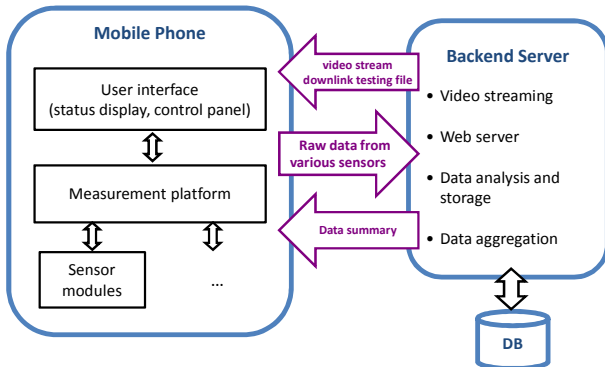 Mobile Phone
User interface
(status display, control panel)
Measurement platform
Sensor
modules
...
video stream
downlink testing file
Raw data from
various sensors
Data summary
Backend Server
• Video streaming
• Web server
• Data analysis and
storage
• Data aggregation
DB